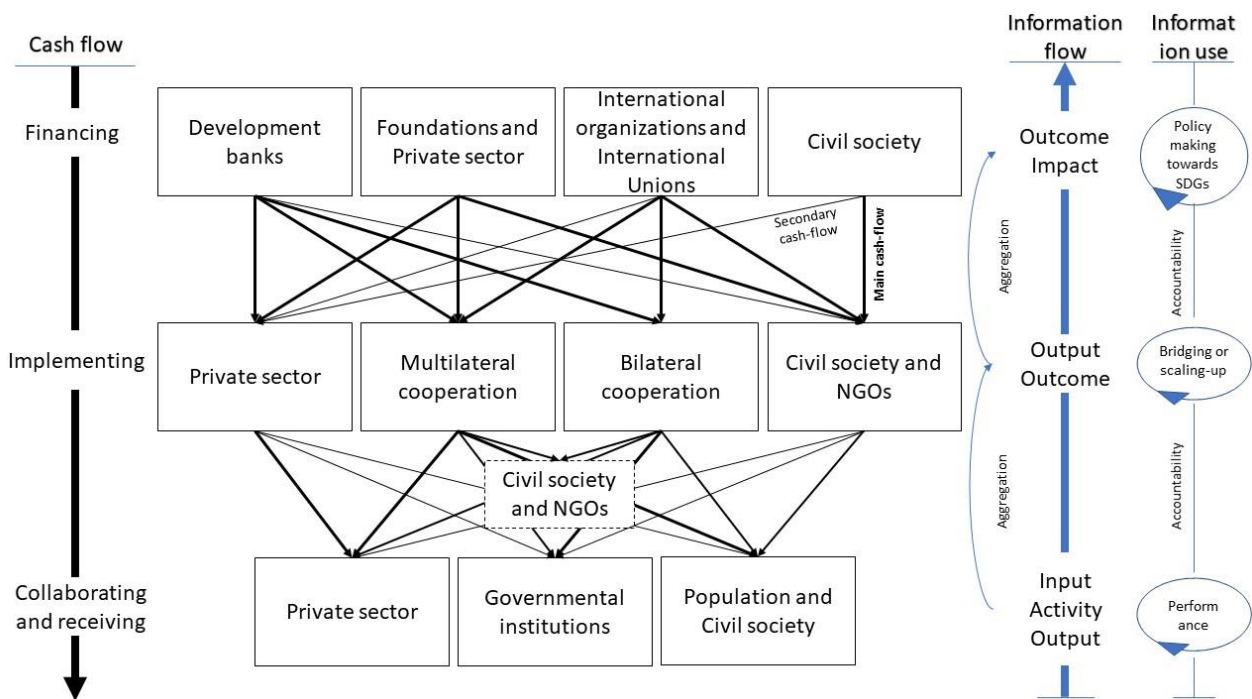 Cash flow
Information
flow
Informat
ion use
Financing
Development
banks
Foundations and
Private sector
International
organizations and
International
Unions
Civil society
Outcome
Impact
Policy
making
towards
SDGs
Secondary
cash-flow
Main cash-flow
Aggregation
Accountability
Implementing
Private sector
Multilateral
cooperation
Bilateral
cooperation
Civil society and
NGOs
Output
Outcome
Bridging or
scaling-up
Civil society
and NGOs
Aggregation
Accountability
Collaborating
and receiving
Private sector
Governmental
institutions
Population and
Civil society
Input
Activity
Output
Perform
ance